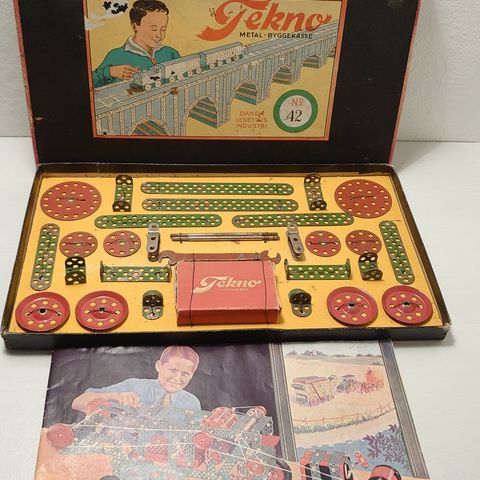 Tekno
METAL-BYGGEKASSE
DANSK
LEGETØJS
INDUSTRI
No
42
Tekno